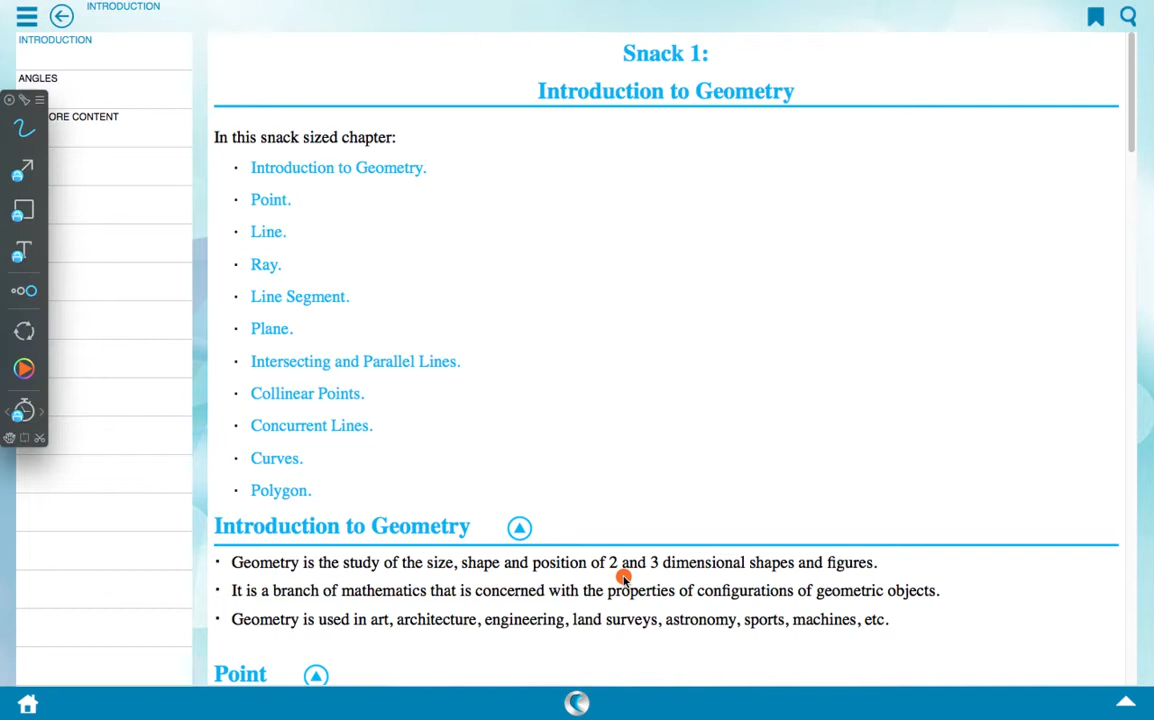 INTRODUCTION
INTRODUCTION
ANGLES
ORE CONTENT
Snack 1:
Introduction to Geometry
In this snack sized chapter:
· Introduction to Geometry.
· Point.
· Line.
· Ray.
· Line Segment.
· Plane.
· Intersecting and Parallel Lines.
· Collinear Points.
· Concurrent Lines.
· Curves.
· Polygon.
Introduction to Geometry
· Geometry is the study of the size, shape and position of 2 and 3 dimensional shapes and figures.
· It is a branch of mathematics that is concerned with the properties of configurations of geometric objects.
· Geometry is used in art, architecture, engineering, land surveys, astronomy, sports, machines, etc.
Point